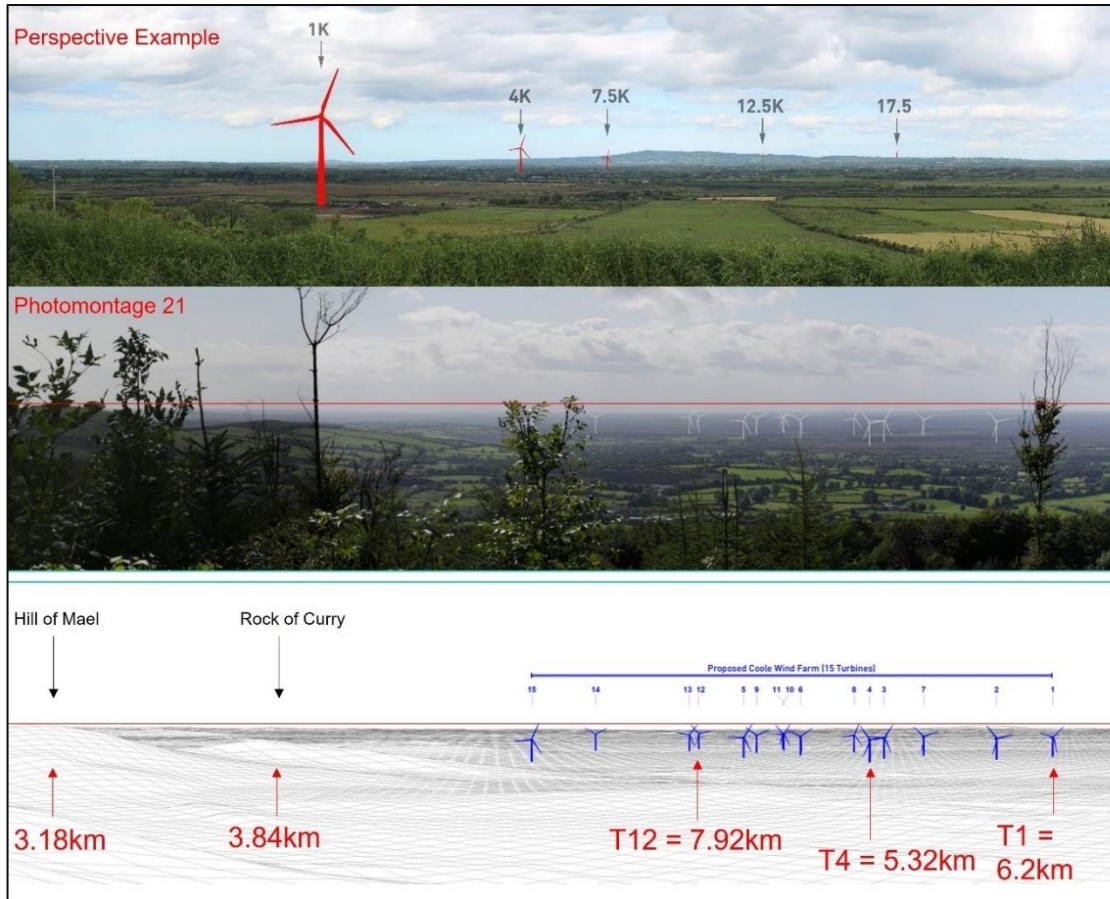 Perspective Example
1K
4K
7.5K
12.5K
17.5
Photomontage 21
Hill of Mael
Rock of Curry
Proposed Coole Wind Farm (15 Turbines)
15
14
13
12
5
9
11
10
6
8
4
3
7
2
1
3.18km
3.84km
T12 = 7.92km
T4 = 5.32km
T1 =
6.2km